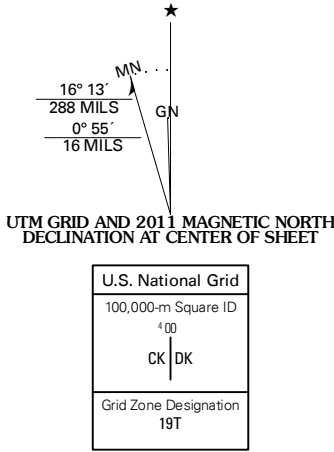 ★
MN
16° 13´
288 MILS
GN
0° 55´
16 MILS
UTM GRID AND 2011 MAGNETIC NORTH
DECLINATION AT CENTER OF SHEET
U.S. National Grid
100,000-m Square ID
4 00
CK DK
Grid Zone Designation
19T